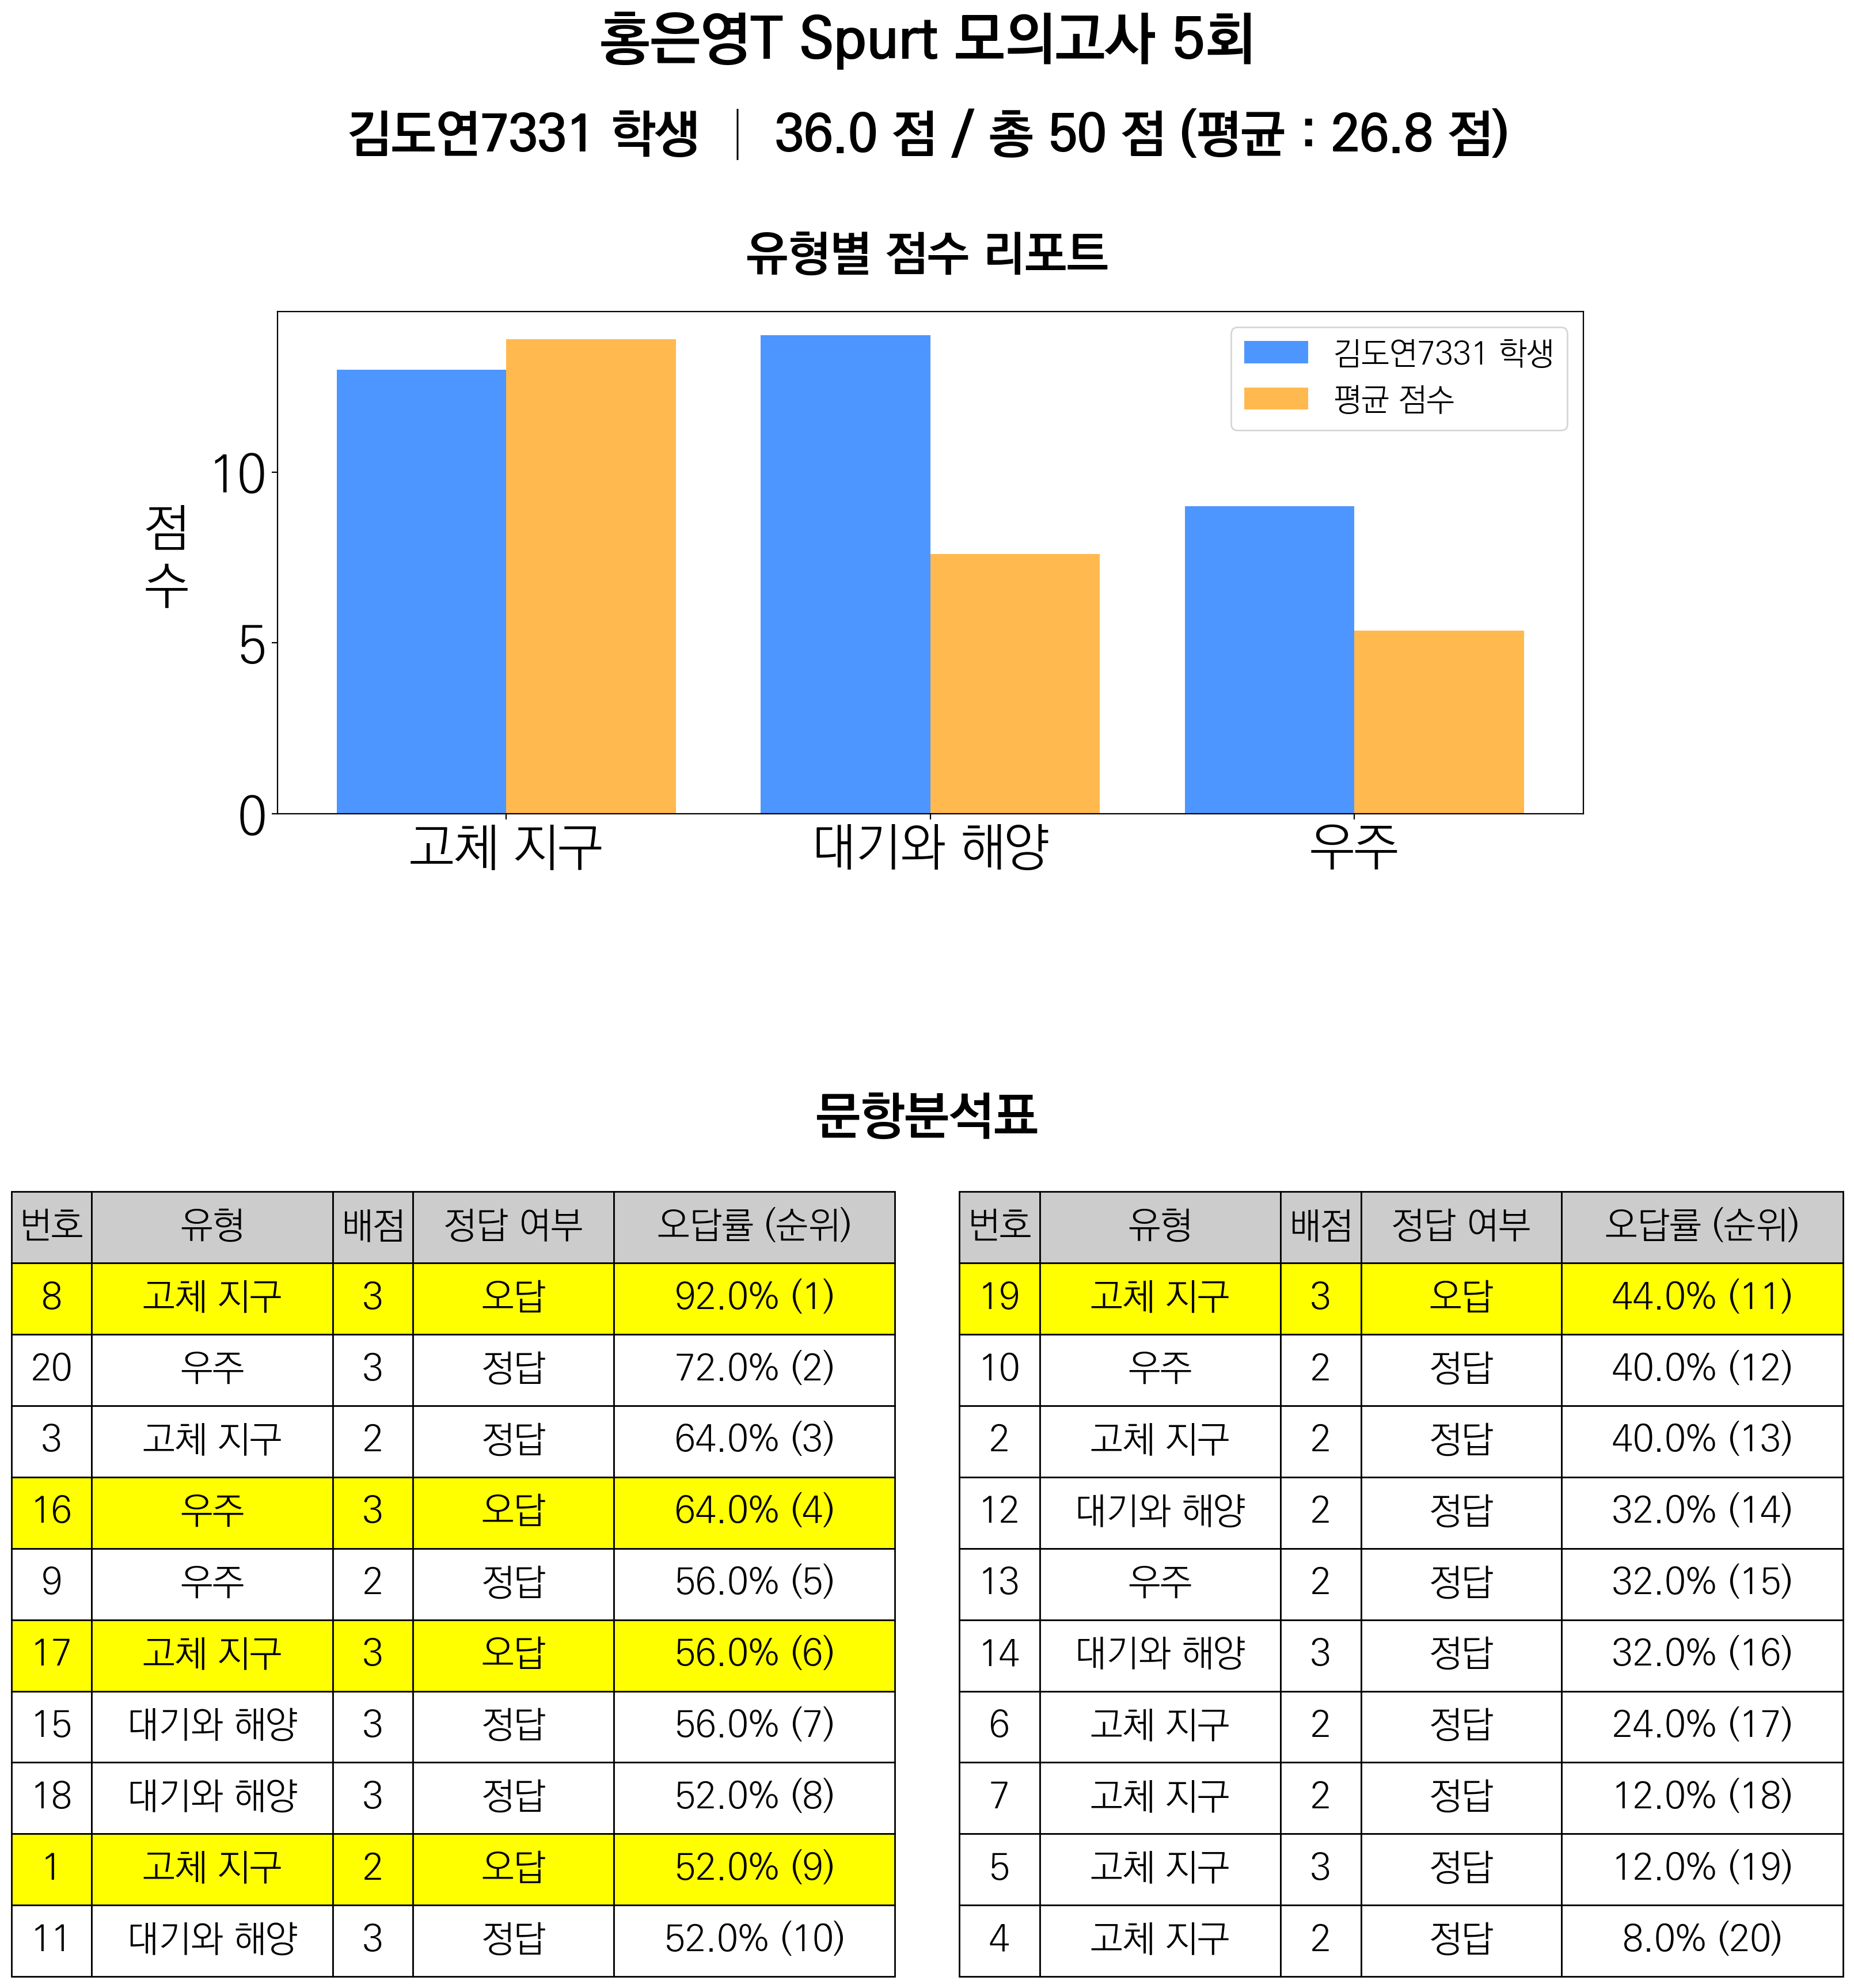 홍은영T Spurt 모의고사 5회
김도연7331 학생 │ 36.0 점 / 총 50 점 (평균 : 26.8 점)
유형별 점수 리포트
김도연7331 학생
평균 점수
점
수
10
5
0
고체 지구 대기와 해양 우주
문항분석표
번호 유형 배점 정답 여부 오답률 (순위)
8 고체 지구 3 오답 92.0% (1)
20 우주 3 정답 72.0% (2)
3 고체 지구 2 정답 64.0% (3)
16 우주 3 오답 64.0% (4)
9 우주 2 정답 56.0% (5)
17 고체 지구 3 오답 56.0% (6)
15 대기와 해양 3 정답 56.0% (7)
18 대기와 해양 3 정답 52.0% (8)
1 고체 지구 2 오답 52.0% (9)
11 대기와 해양 3 정답 52.0% (10)
번호 유형 배점 정답 여부 오답률 (순위)
19 고체 지구 3 오답 44.0% (11)
10 우주 2 정답 40.0% (12)
2 고체 지구 2 정답 40.0% (13)
12 대기와 해양 2 정답 32.0% (14)
13 우주 2 정답 32.0% (15)
14 대기와 해양 3 정답 32.0% (16)
6 고체 지구 2 정답 24.0% (17)
7 고체 지구 2 정답 12.0% (18)
5 고체 지구 3 정답 12.0% (19)
4 고체 지구 2 정답 8.0% (20)